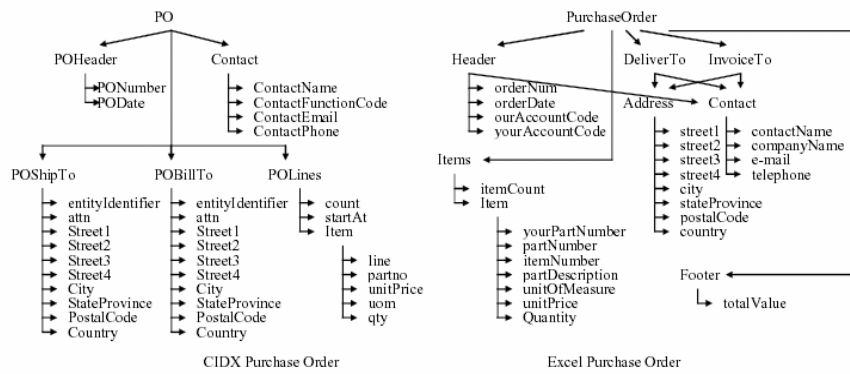 PO
POHeader
PONumber
PODate
Contact
ContactName
ContactFunctionCode
ContactEmail
ContactPhone
POShipTo
entityIdentifier
attn
Street1
Street2
Street3
Street4
City
StateProvince
PostalCode
Country
POBillTo
entityIdentifier
attn
Street1
Street2
Street3
Street4
City
StateProvince
PostalCode
Country
POLines
count
startAt
Item
line
partno
unitPrice
uom
qty
CIDX Purchase Order
PurchaseOrder
Header
orderNum
orderDate
ourAccountCode
yourAccountCode
DeliverTo
InvoiceTo
Address
street1
street2
street3
street4
city
stateProvince
postalCode
country
Contact
contactName
companyName
e-mail
telephone
Items
itemCount
Item
yourPartNumber
partNumber
itemNumber
partDescription
unitOfMeasure
unitPrice
Quantity
Footer
totalValue
Excel Purchase Order